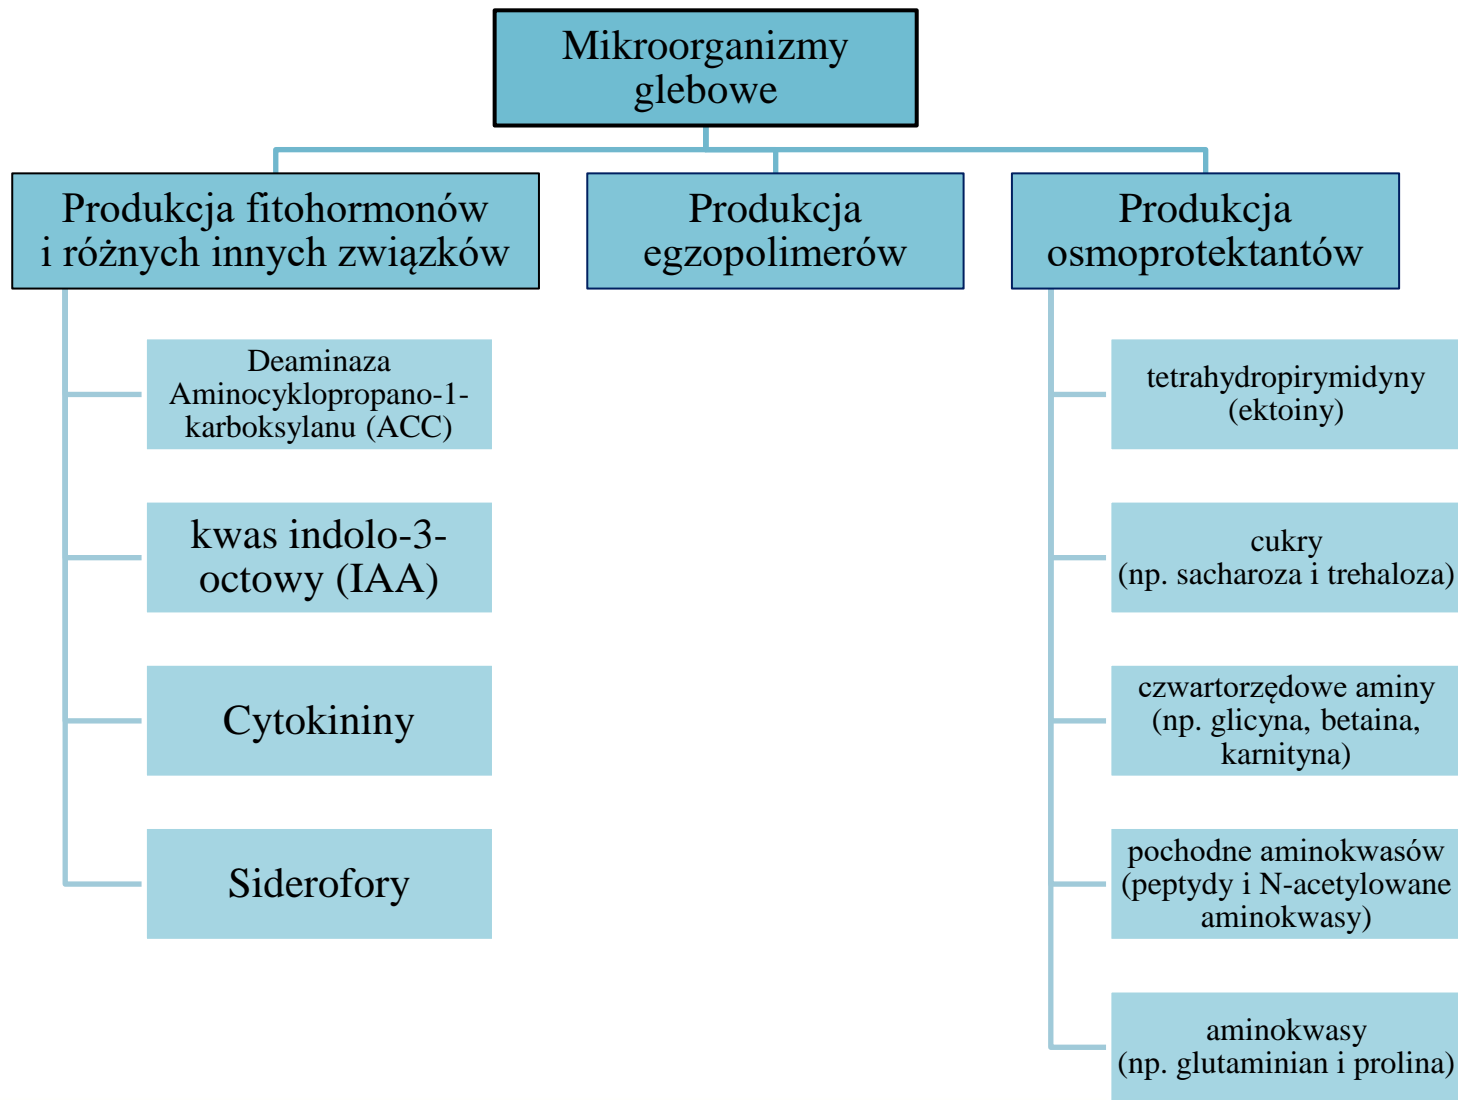 Mikroorganizmy
glebowe
Produkcja fitohormonów
i różnych innych związków
Deaminaza
Aminocyklopropano-1-
karboksylanu (ACC)
kwas indolo-3-
octowy (IAA)
Cytokininy
Siderofory
Produkcja
egzopolimerów
Produkcja
osmoprotektantów
tetrahydropirymidyny
(ektoiny)
cukry
(np. sacharoza i trehaloza)
czwartorzędowe aminy
(np. glicyna, betaina,
karnityna)
pochodne aminokwasów
(peptydy i N-acetylowane
aminokwasy)
aminokwasy
(np. glutaminian i prolina)